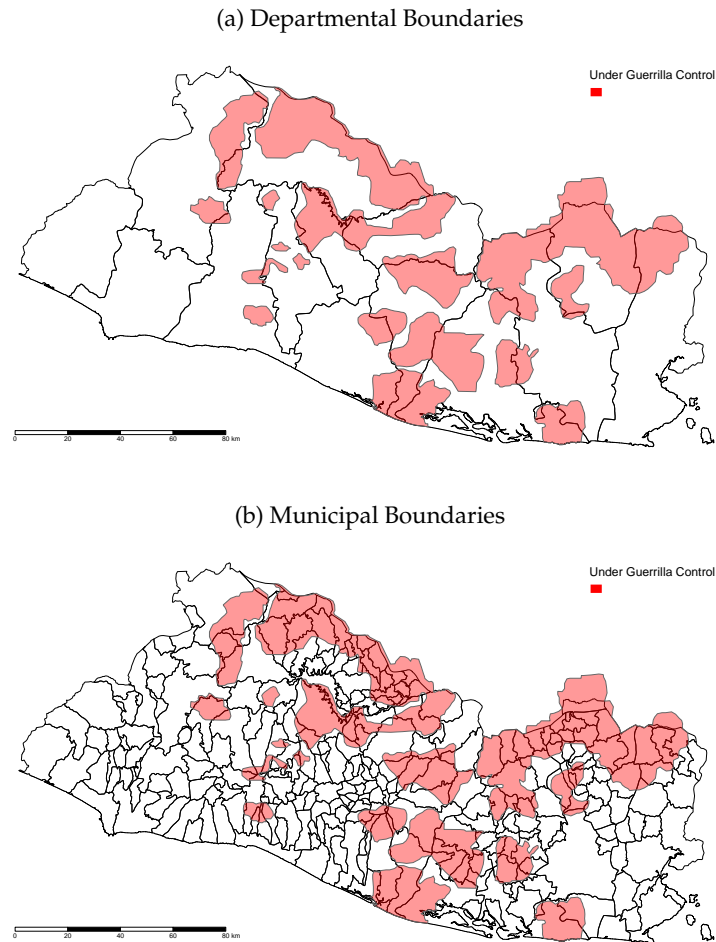 (a) Departmental Boundaries
Under Guerrilla Control
0 20 40 60 80 km
(b) Municipal Boundaries
Under Guerrilla Control
0 20 40 60 80 km